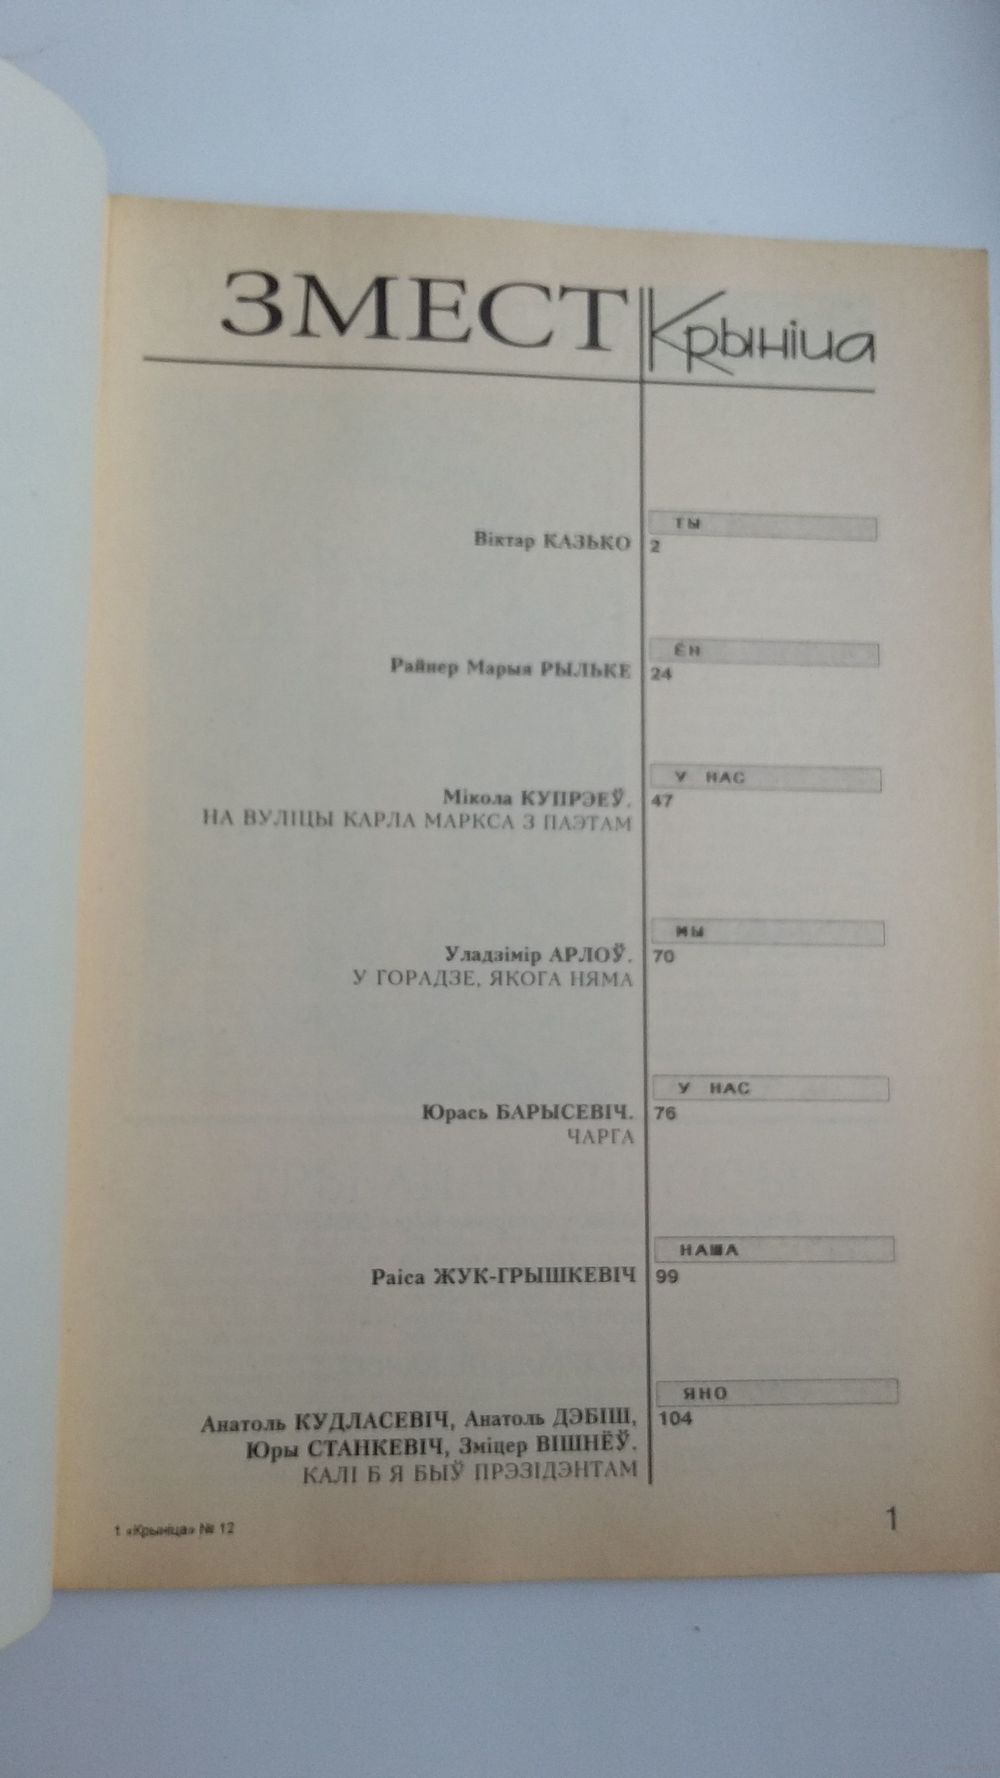 ЗМЕСТ Крыніца
ТЫ
Віктар КАЗЬКО 2
ЁН
Райнер Марыя РЫЛЬКЕ 24
У НАС
Мікола КУПРЭЕЎ. 47
НА ВУЛІЦЫ КАРЛА МАРКСА З ПАЭТАМ
МЫ
Уладзімір АРЛОЎ. 70
У ГОРАДЗЕ, ЯКОГА НЯМА
У НАС
Юрась БАРЫСЕВІЧ. 76
ЧАРГА
НАША
Раіса ЖУК-ГРЫШКЕВІЧ 99
ЯНО
Анатоль КУДЛАСЕВІЧ, Анатоль ДЭБІШ, 104
Юры СТАНКЕВІЧ, Зміцер ВІШНЁЎ.
КАЛІ Б Я БЫЎ ПРЭЗІДЭНТАМ
1 «Крыніца» № 12
1